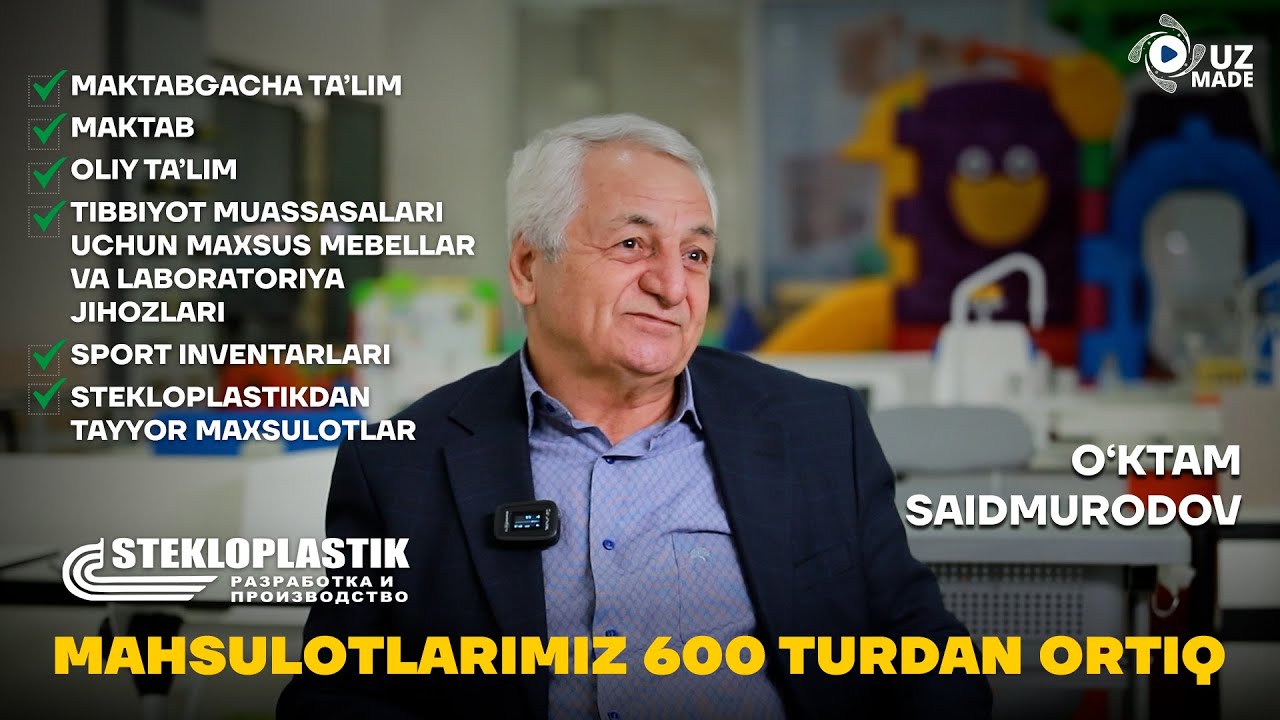 MAKTABGACHA TA’LIM
MAKTAB
OLIY TA’LIM
TIBBIYOT MUASSASALARI
UCHUN MAXSUS MEBELLAR
VA LABORATORIYA
JIHOZLARI
SPORT INVENTARLARI
STEKLOPLASTIKDAN
TAYYOR MAXSULOTLAR
UZ
MADE
O‘KTAM
SAIDMURODOV
STEKLOPLASTIK
РАЗРАБОТКА И
ПРОИЗВОДСТВО
MAHSULOTLARIMIZ 600 TURDAN ORTIQ